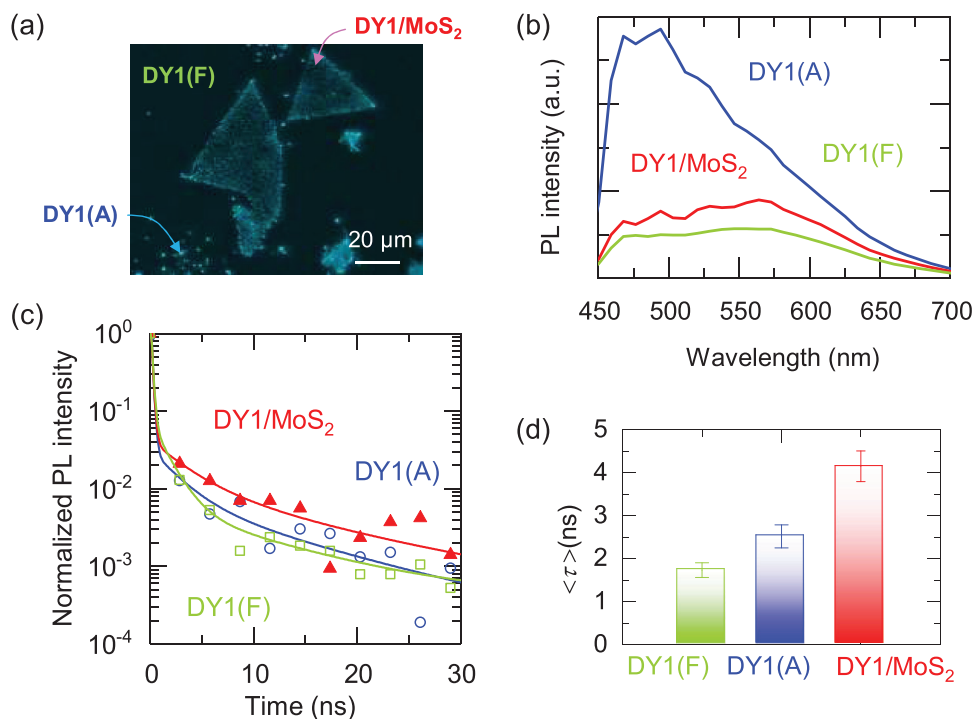 (a)
DY1/MoS₂
DY1(F)
DY1(A)
20 μm
(b)
PL intensity (a.u.)
DY1(A)
DY1/MoS₂
DY1(F)
450 500 550 600 650 700
Wavelength (nm)
(c)
Normalized PL intensity
10⁰
10⁻¹
10⁻²
10⁻³
10⁻⁴
DY1/MoS₂
DY1(A)
DY1(F)
0 10 20 30
Time (ns)
(d)
<τ>(ns)
5
4
3
2
1
0
DY1(F) DY1(A) DY1/MoS₂